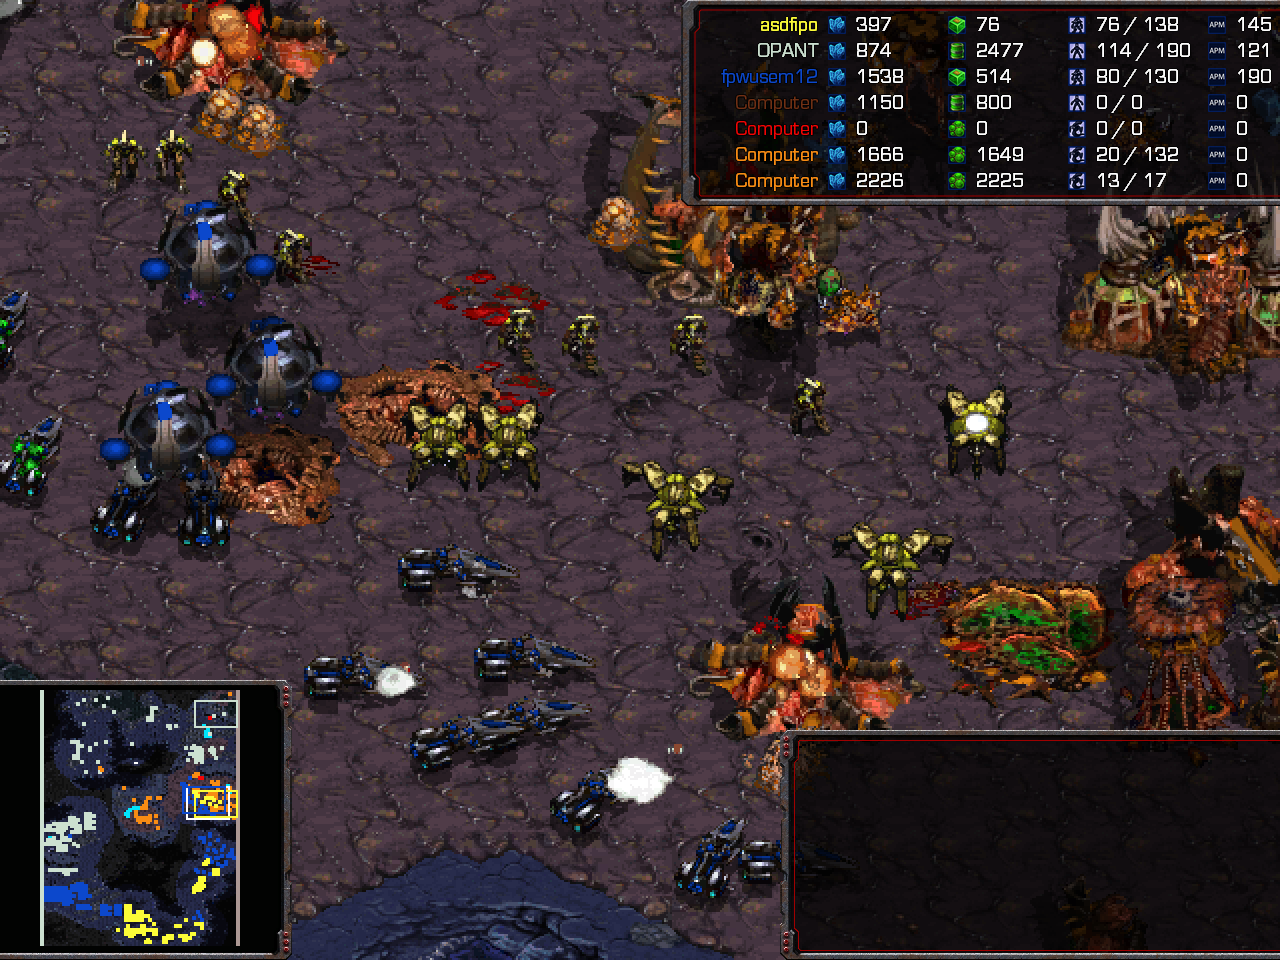 asdfipo 397 76 76 / 138 APM 145
OPANT 874 2477 114 / 190 APM 121
fpwusem12 1538 514 80 / 130 APM 190
Computer 1150 800 0 / 0 APM 0
Computer 0 0 0 / 0 APM 0
Computer 1666 1649 20 / 132 APM 0
Computer 2226 2225 13 / 17 APM 0